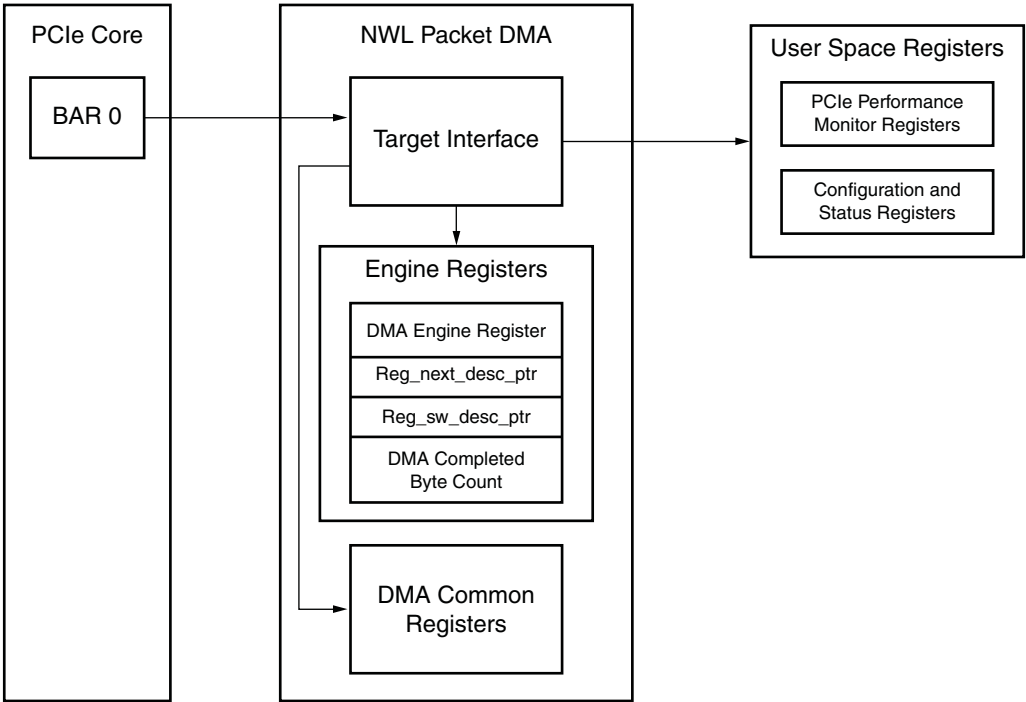 PCIe Core
BAR 0
NWL Packet DMA
Target Interface
Engine Registers
DMA Engine Register
Reg_next_desc_ptr
Reg_sw_desc_ptr
DMA Completed
Byte Count
DMA Common
Registers
User Space Registers
PCIe Performance
Monitor Registers
Configuration and
Status Registers